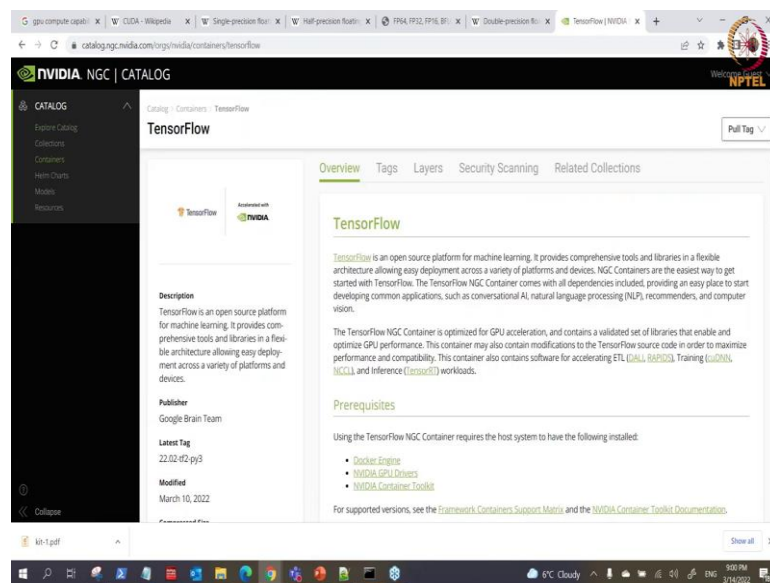 gpu compute capabil
CUDA - Wikipedia
Single-precision floati
Half-precision floating
FP64, FP32, FP16, BFL
Double-precision flo
TensorFlow | NVIDIA
catalog.ngc.nvidia.com/orgs/nvidia/containers/tensorflow
NVIDIA. NGC | CATALOG
Welcome Guest
NPTEL
CATALOG
Explore Catalog
Collections
Containers
Helm Charts
Models
Resources
Collapse
Catalog > Containers > TensorFlow
TensorFlow
Pull Tag
TensorFlow
Accelerated with
NVIDIA
Description
TensorFlow is an open source platform
for machine learning. It provides com-
prehensive tools and libraries in a flexi-
ble architecture allowing easy deploy-
ment across a variety of platforms and
devices.
Publisher
Google Brain Team
Latest Tag
22.02-tf2-py3
Modified
March 10, 2022
Compressed Size
Overview Tags Layers Security Scanning Related Collections
TensorFlow
TensorFlow is an open source platform for machine learning. It provides comprehensive tools and libraries in a flexible
architecture allowing easy deployment across a variety of platforms and devices. NGC Containers are the easiest way to get
started with TensorFlow. The TensorFlow NGC Container comes with all dependencies included, providing an easy place to start
developing common applications, such as conversational AI, natural language processing (NLP), recommenders, and computer
vision.
The TensorFlow NGC Container is optimized for GPU acceleration, and contains a validated set of libraries that enable and
optimize GPU performance. This container may also contain modifications to the TensorFlow source code in order to maximize
performance and compatibility. This container also contains software for accelerating ETL (DALI, RAPIDS), Training (cuDNN,
NCCL), and Inference (TensorRT) workloads.
Prerequisites
Using the TensorFlow NGC Container requires the host system to have the following installed:
• Docker Engine
• NVIDIA GPU Drivers
• NVIDIA Container Toolkit
For supported versions, see the Framework Containers Support Matrix and the NVIDIA Container Toolkit Documentation.
kit-1.pdf
Show all
6°C Cloudy
ENG
9:00 PM
3/14/2022